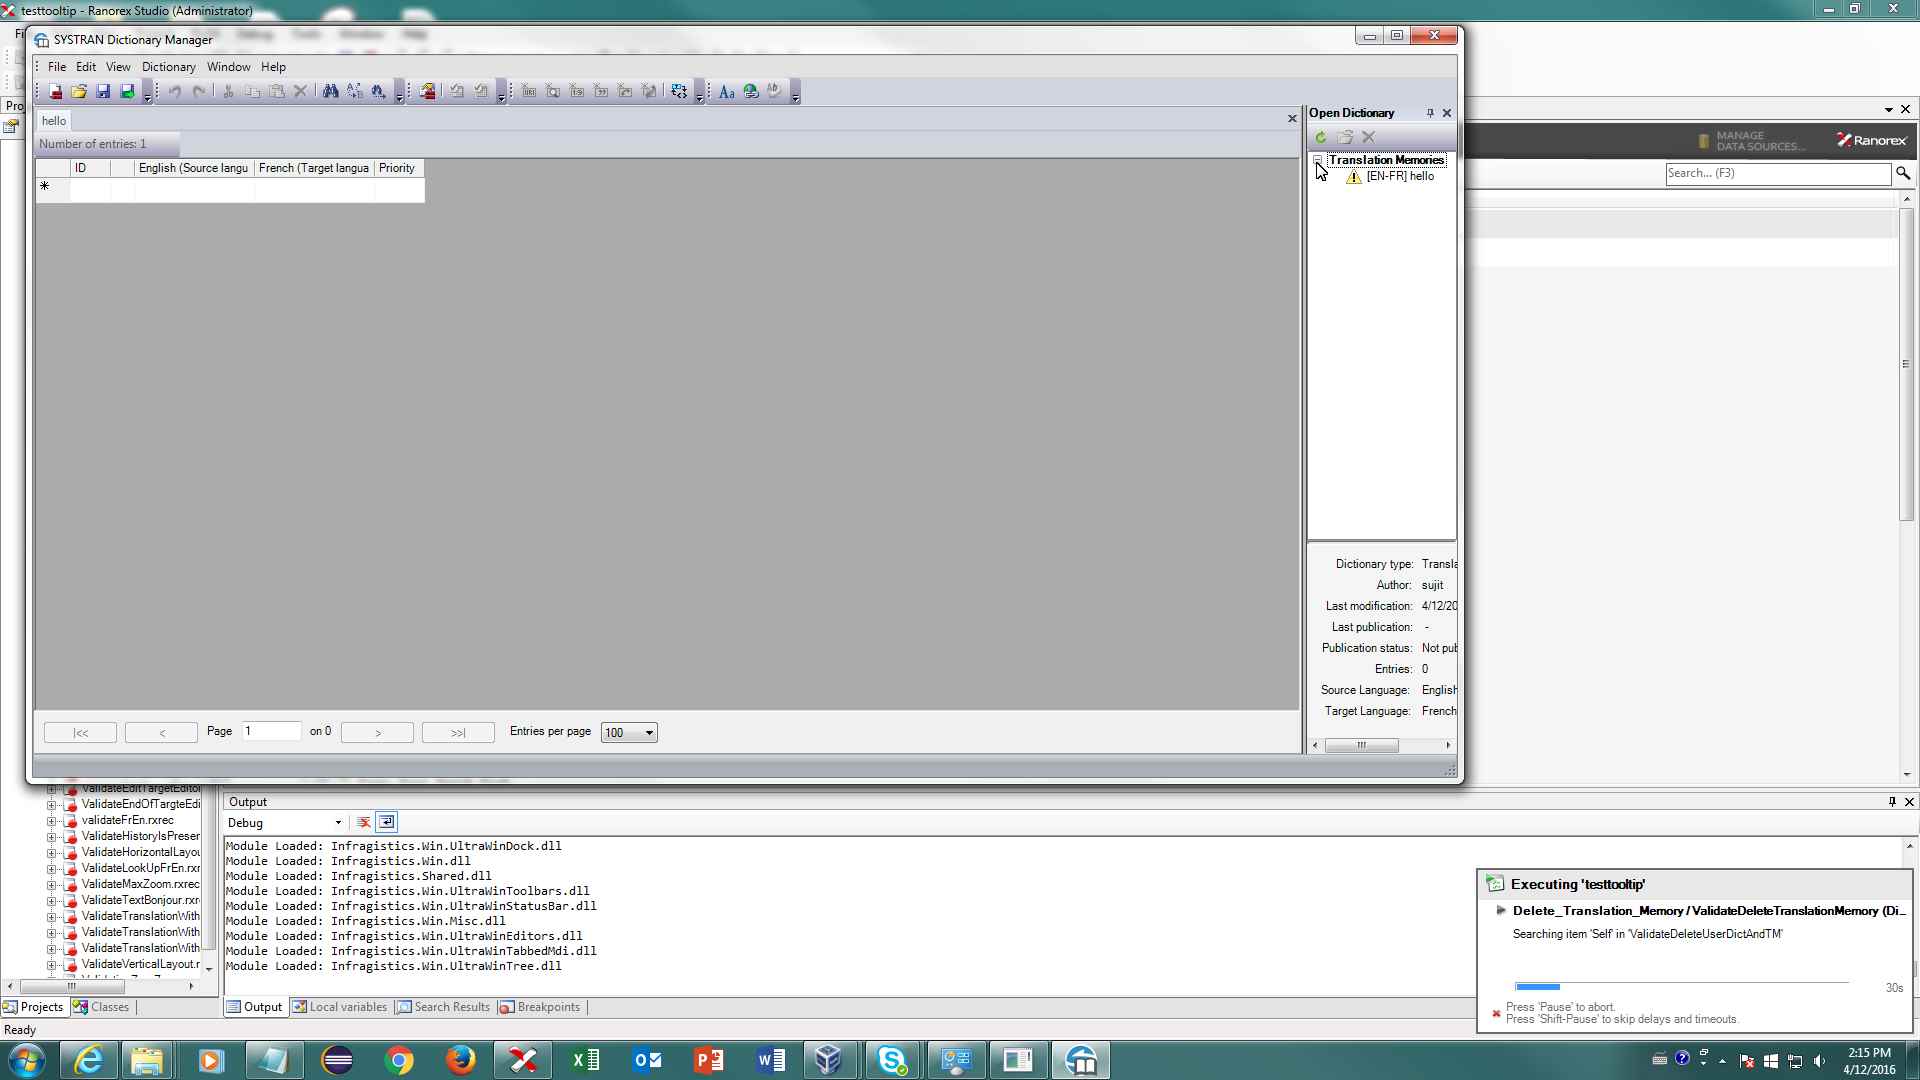 testtooltip - Ranorex Studio (Administrator)
SYSTRAN Dictionary Manager
File Edit View Dictionary Window Help
hello
Number of entries: 1
ID English (Source langu French (Target langua Priority
|<< < Page 1 on 0 > >>| Entries per page 100
Open Dictionary
Translation Memories
[EN-FR] hello
Dictionary type: Transla
Author: sujit
Last modification: 4/12/20
Last publication: -
Publication status: Not pub
Entries: 0
Source Language: English
Target Language: French
MANAGE
DATA SOURCES...
Ranorex
Search... (F3)
ValidateEditTargetEditor
ValidateEndOfTargteEdi
validateFrEn.rxrec
ValidateHistoryIsPreser
ValidateHorizontalLayou
ValidateLookUpFrEn.rxr
ValidateMaxZoom.rxrec
ValidateTextBonjour.rxr
ValidateTranslationWith
ValidateTranslationWith
ValidateTranslationWith
ValidateVerticalLayout.r
Projects Classes
Output
Debug
Module Loaded: Infragistics.Win.UltraWinDock.dll
Module Loaded: Infragistics.Win.dll
Module Loaded: Infragistics.Shared.dll
Module Loaded: Infragistics.Win.UltraWinToolbars.dll
Module Loaded: Infragistics.Win.UltraWinStatusBar.dll
Module Loaded: Infragistics.Win.Misc.dll
Module Loaded: Infragistics.Win.UltraWinEditors.dll
Module Loaded: Infragistics.Win.UltraWinTabbedMdi.dll
Module Loaded: Infragistics.Win.UltraWinTree.dll
Output Local variables Search Results Breakpoints
Executing 'testtooltip'
Delete_Translation_Memory / ValidateDeleteTranslationMemory (Di...
Searching item 'Self' in 'ValidateDeleteUserDictAndTM'
30s
Press 'Pause' to abort.
Press 'Shift-Pause' to skip delays and timeouts.
Ready
2:15 PM
4/12/2016